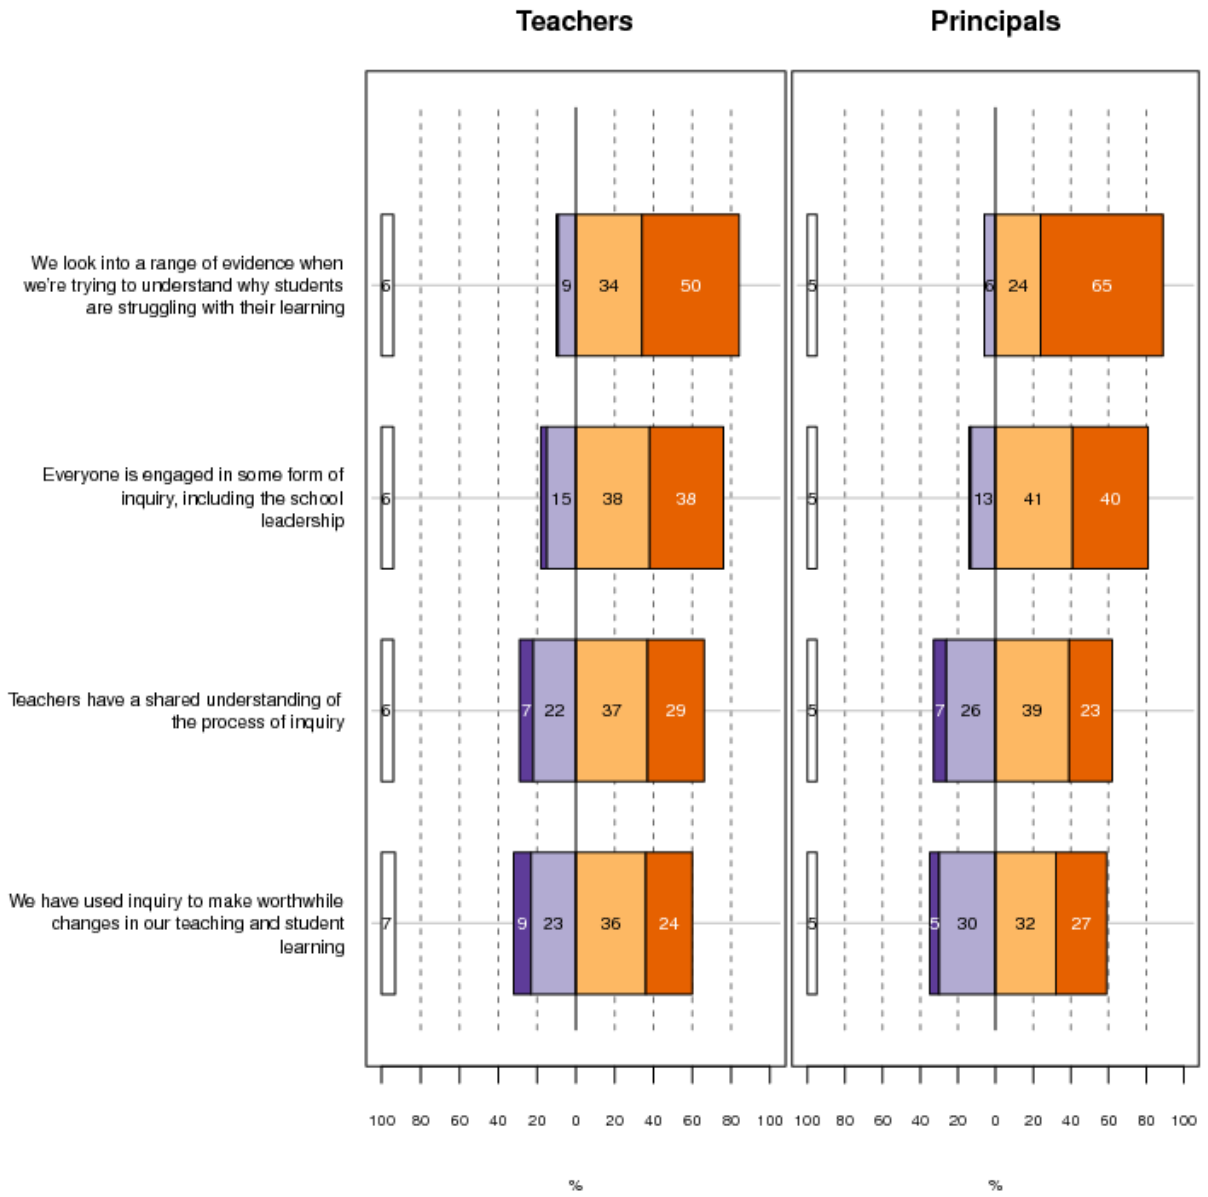 Teachers Principals
We look into a range of evidence when
we're trying to understand why students
are struggling with their learning
6 9 34 50 5 6 24 65
Everyone is engaged in some form of
inquiry, including the school
leadership
6 15 38 38 5 13 41 40
Teachers have a shared understanding of
the process of inquiry
6 7 22 37 29 5 7 26 39 23
We have used inquiry to make worthwhile
changes in our teaching and student
learning
7 9 23 36 24 5 5 30 32 27
100 80 60 40 20 0 20 40 60 80 100 100 80 60 40 20 0 20 40 60 80 100
% %